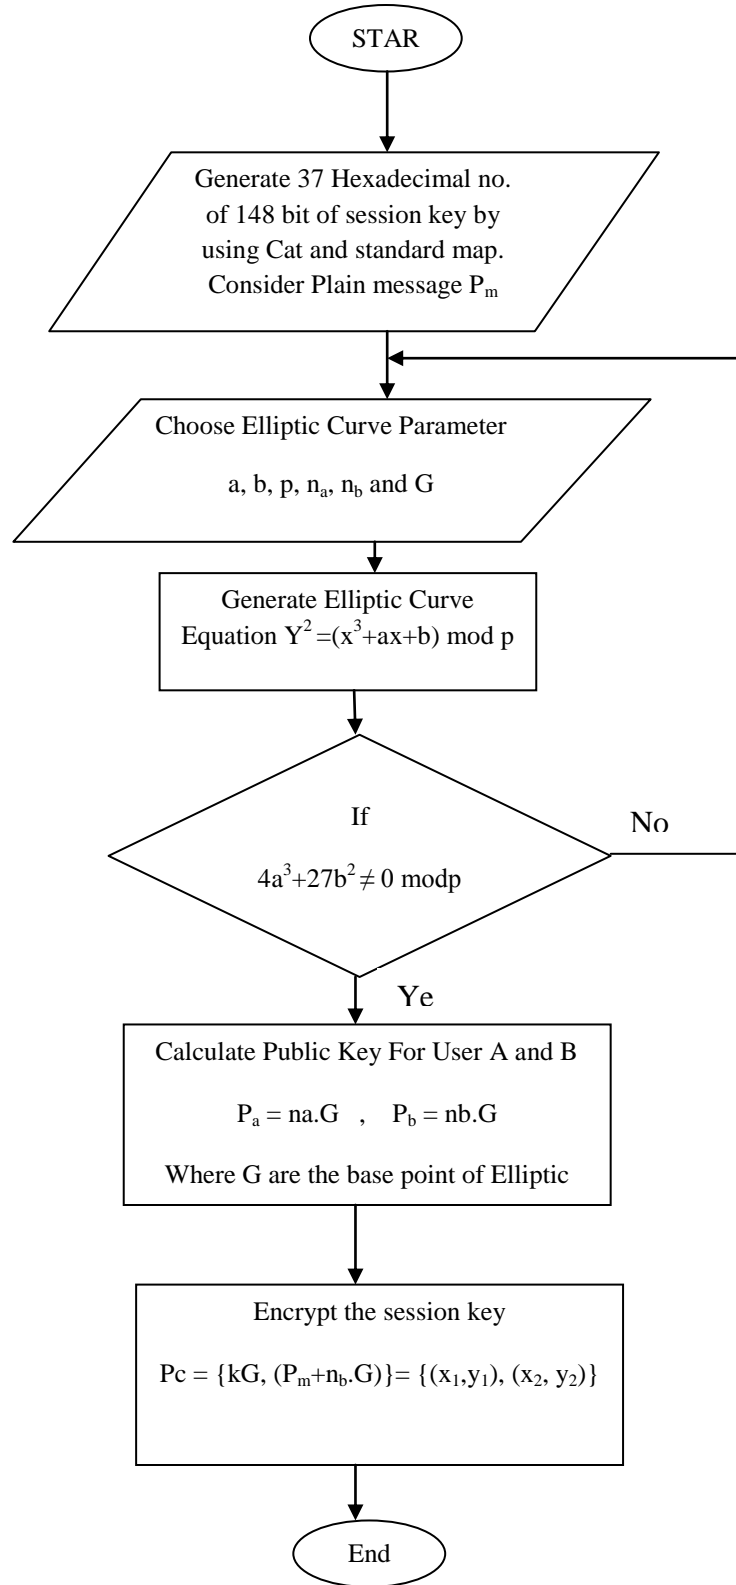 STAR
Generate 37 Hexadecimal no.
of 148 bit of session key by
using Cat and standard map.
Consider Plain message Pₘ
Choose Elliptic Curve Parameter
a, b, p, nₐ, n_b and G
Generate Elliptic Curve
Equation Y²=(x³+ax+b) mod p
If
4a³+27b²≠ 0 modp
No
Ye
Calculate Public Key For User A and B
Pₐ = na.G , P_b = nb.G
Where G are the base point of Elliptic
Encrypt the session key
Pc = {kG, (Pₘ+n_b.G)}= {(x₁,y₁), (x₂, y₂)}
End